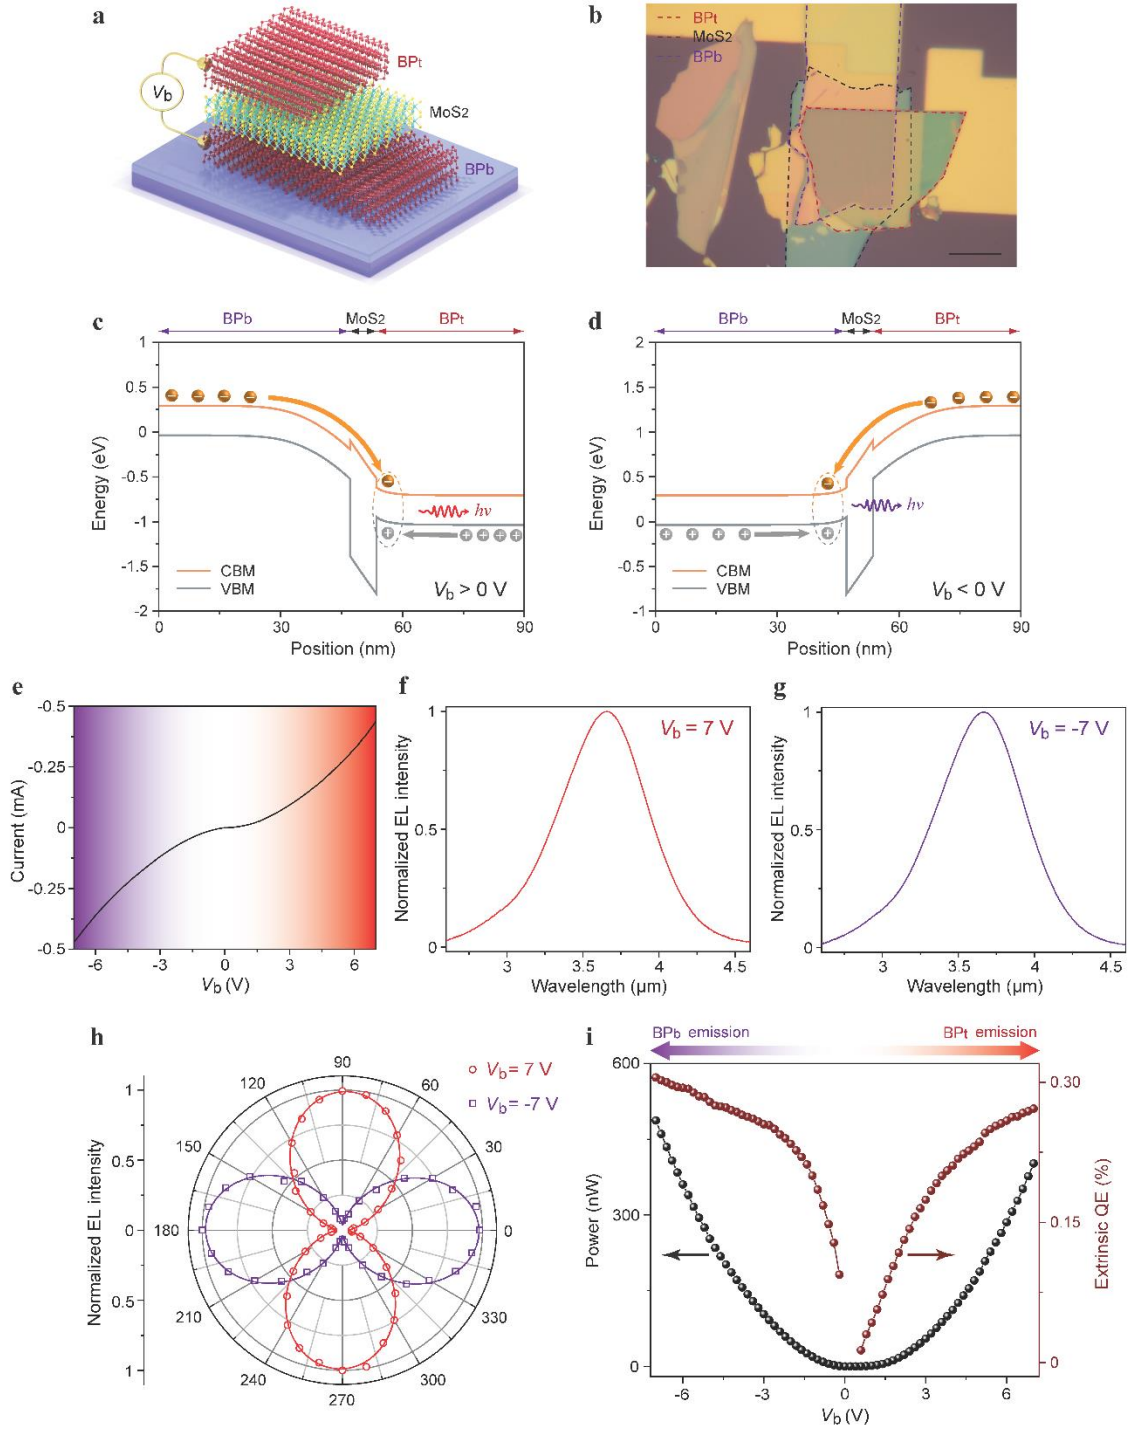 a
BPt
Vb
MoS2
BPb
b
BPt
MoS2
BPb
c
BPb
MoS2
BPt
1
0.5
0
-0.5
-1
-1.5
-2
Energy (eV)
hν
CBM
VBM
Vb > 0 V
0
30
60
90
Position (nm)
d
BPb
MoS2
BPt
2
1.5
1
0.5
0
-0.5
-1
Energy (eV)
hν
CBM
VBM
Vb < 0 V
0
30
60
90
Position (nm)
e
-0.5
-0.25
0
-0.25
-0.5
Current (mA)
-6
-3
0
3
6
Vb (V)
f
1
0.5
0
Normalized EL intensity
Vb = 7 V
3
3.5
4
4.5
Wavelength (µm)
g
1
0.5
0
Normalized EL intensity
Vb = -7 V
3
3.5
4
4.5
Wavelength (µm)
h
1
0.5
0
0.5
1
Normalized EL intensity
90
120
60
150
30
180
0
210
330
240
300
270
Vb = 7 V
Vb = -7 V
i
BPb emission
BPt emission
600
300
0
Power (nW)
0.30
0.15
0
Extrinsic QE (%)
-6
-3
0
3
6
Vb (V)